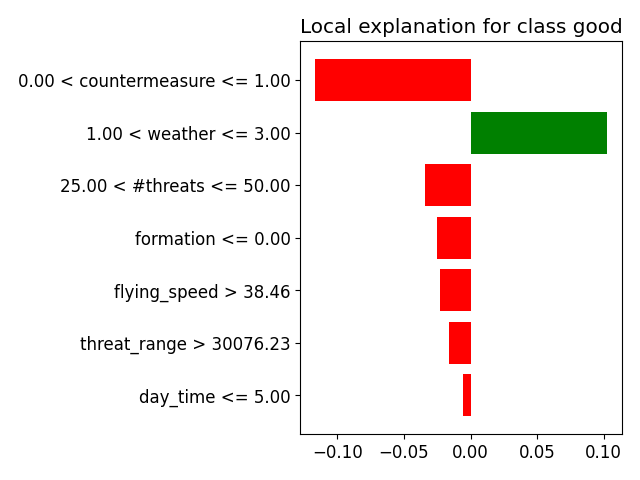 Local explanation for class good
0.00 < countermeasure <= 1.00
1.00 < weather <= 3.00
25.00 < #threats <= 50.00
formation <= 0.00
flying_speed > 38.46
threat_range > 30076.23
day_time <= 5.00
−0.10 −0.05 0.00 0.05 0.10